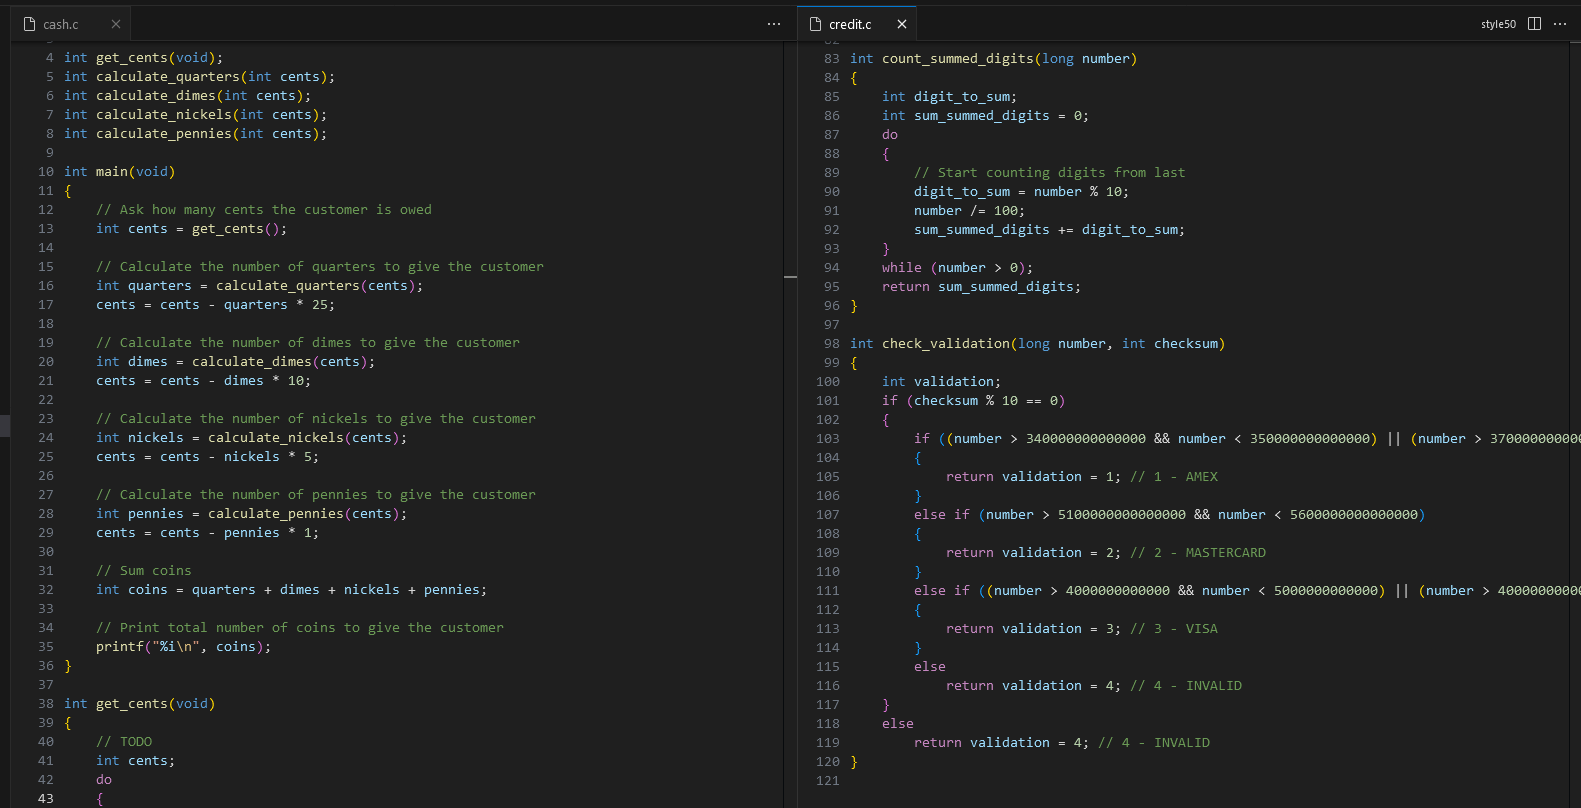 cash.c
4 int get_cents(void);
5 int calculate_quarters(int cents);
6 int calculate_dimes(int cents);
7 int calculate_nickels(int cents);
8 int calculate_pennies(int cents);
9
10 int main(void)
11 {
12 // Ask how many cents the customer is owed
13 int cents = get_cents();
14
15 // Calculate the number of quarters to give the customer
16 int quarters = calculate_quarters(cents);
17 cents = cents - quarters * 25;
18
19 // Calculate the number of dimes to give the customer
20 int dimes = calculate_dimes(cents);
21 cents = cents - dimes * 10;
22
23 // Calculate the number of nickels to give the customer
24 int nickels = calculate_nickels(cents);
25 cents = cents - nickels * 5;
26
27 // Calculate the number of pennies to give the customer
28 int pennies = calculate_pennies(cents);
29 cents = cents - pennies * 1;
30
31 // Sum coins
32 int coins = quarters + dimes + nickels + pennies;
33
34 // Print total number of coins to give the customer
35 printf("%i\n", coins);
36 }
37
38 int get_cents(void)
39 {
40 // TODO
41 int cents;
42 do
43 {
credit.c
style50
83 int count_summed_digits(long number)
84 {
85 int digit_to_sum;
86 int sum_summed_digits = 0;
87 do
88 {
89 // Start counting digits from last
90 digit_to_sum = number % 10;
91 number /= 100;
92 sum_summed_digits += digit_to_sum;
93 }
94 while (number > 0);
95 return sum_summed_digits;
96 }
97
98 int check_validation(long number, int checksum)
99 {
100 int validation;
101 if (checksum % 10 == 0)
102 {
103 if ((number > 340000000000000 && number < 350000000000000) || (number > 37000000000
104 {
105 return validation = 1; // 1 - AMEX
106 }
107 else if (number > 5100000000000000 && number < 5600000000000000)
108 {
109 return validation = 2; // 2 - MASTERCARD
110 }
111 else if ((number > 4000000000000 && number < 5000000000000) || (number > 4000000000
112 {
113 return validation = 3; // 3 - VISA
114 }
115 else
116 return validation = 4; // 4 - INVALID
117 }
118 else
119 return validation = 4; // 4 - INVALID
120 }
121